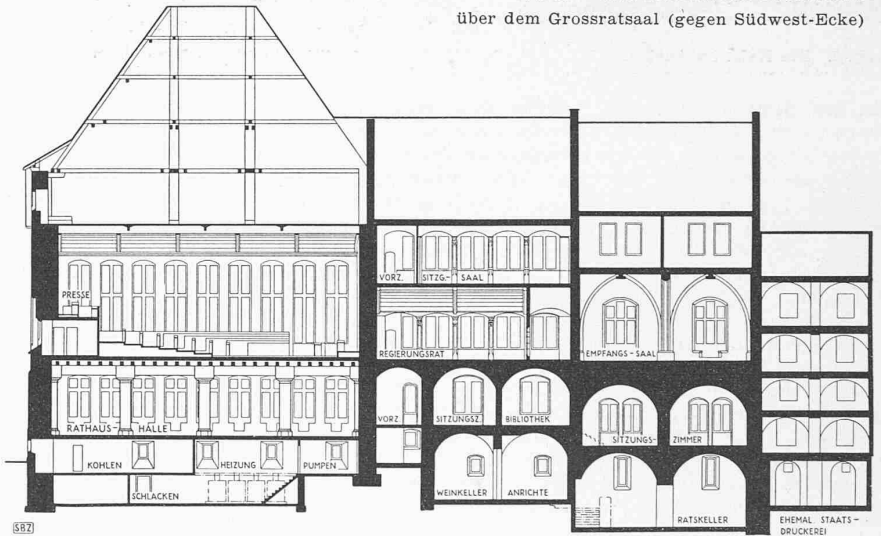 über dem Grossratsaal (gegen Südwest-Ecke)
VORZ. SITZG.- SAAL
PRESSE
REGIERUNGSRAT
EMPFANGS-SAAL
RATHAUS- HALLE
VORZ.
SITZUNGSZ.
BIBLIOTHEK
SITZUNGS- ZIMMER
KOHLEN
HEIZUNG
PUMPEN
SCHLACKEN
WEINKELLER
ANRICHTE
RATSKELLER
EHEMAL STAATS-
DRUCKEREI
SBZ